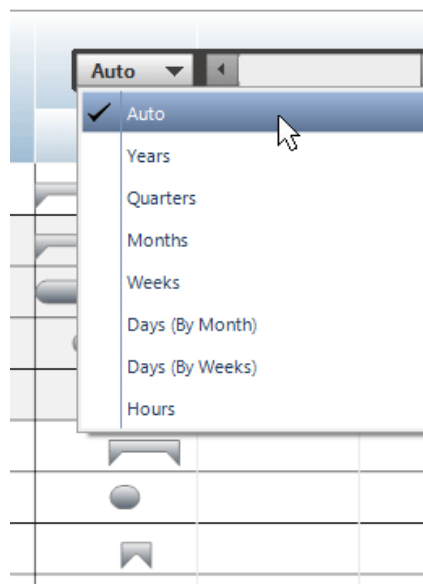 Auto
Auto
Years
Quarters
Months
Weeks
Days (By Month)
Days (By Weeks)
Hours